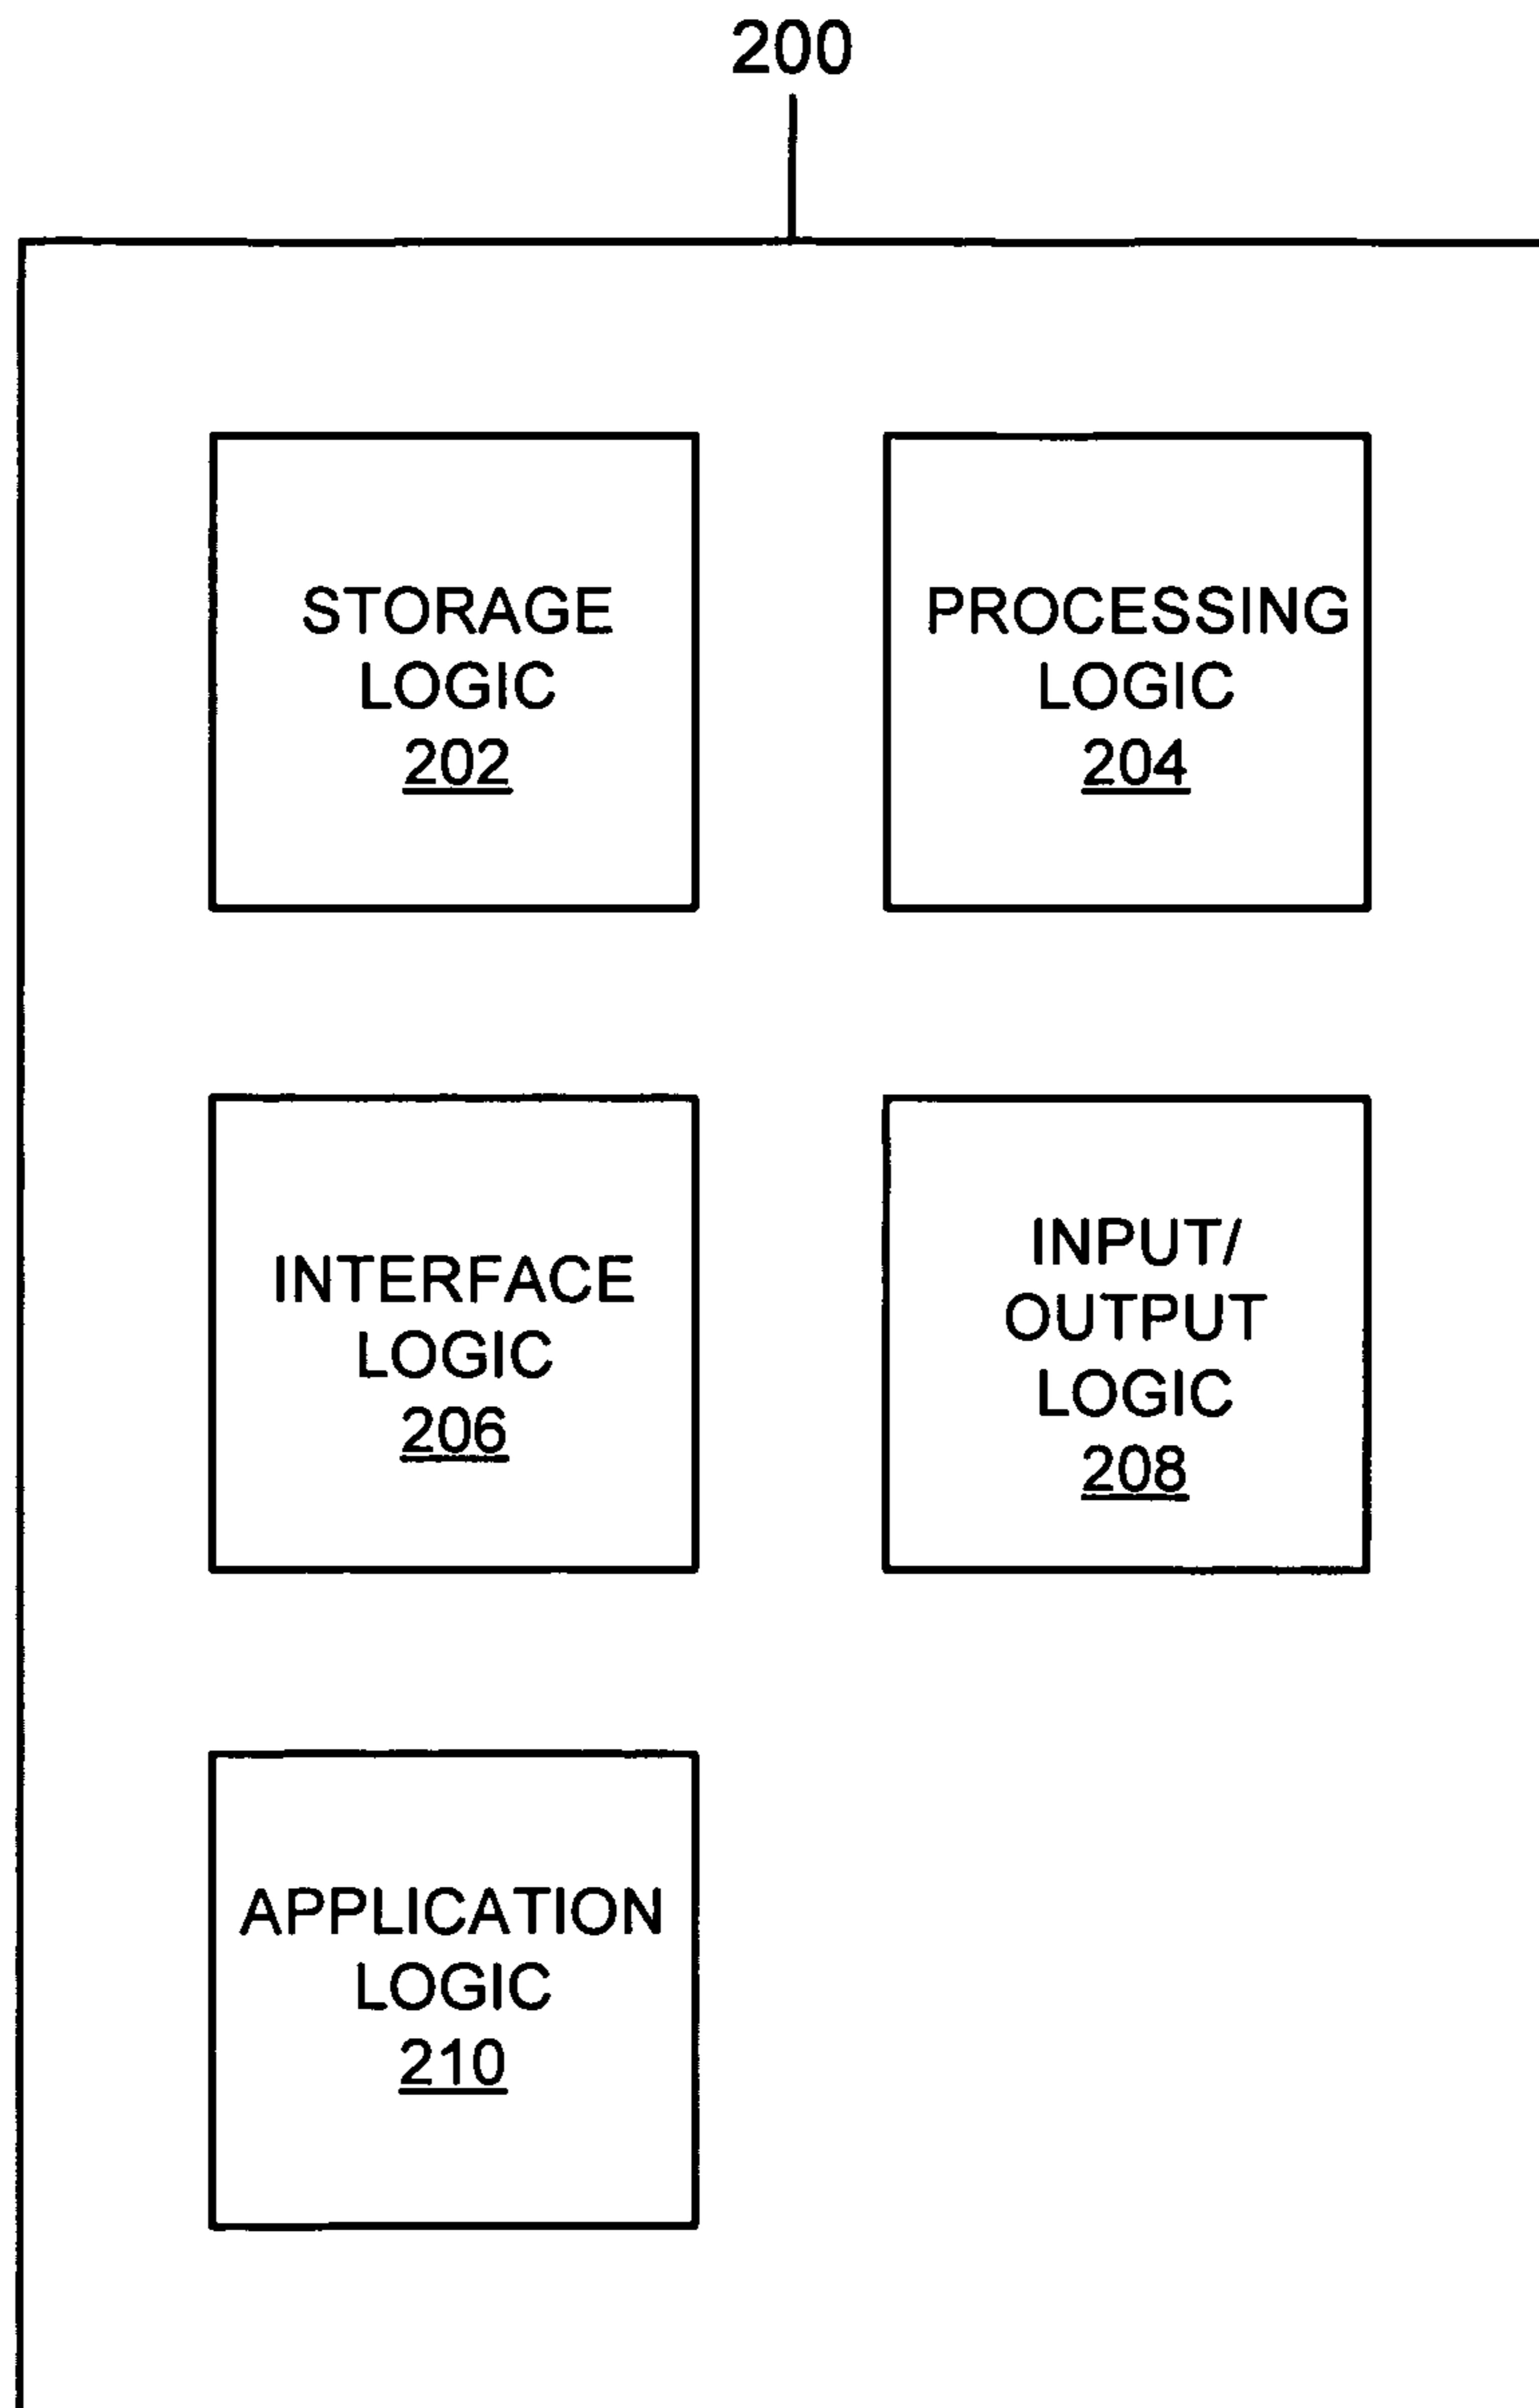 200
STORAGE
LOGIC
202
PROCESSING
LOGIC
204
INTERFACE
LOGIC
206
INPUT/
OUTPUT
LOGIC
208
APPLICATION
LOGIC
210